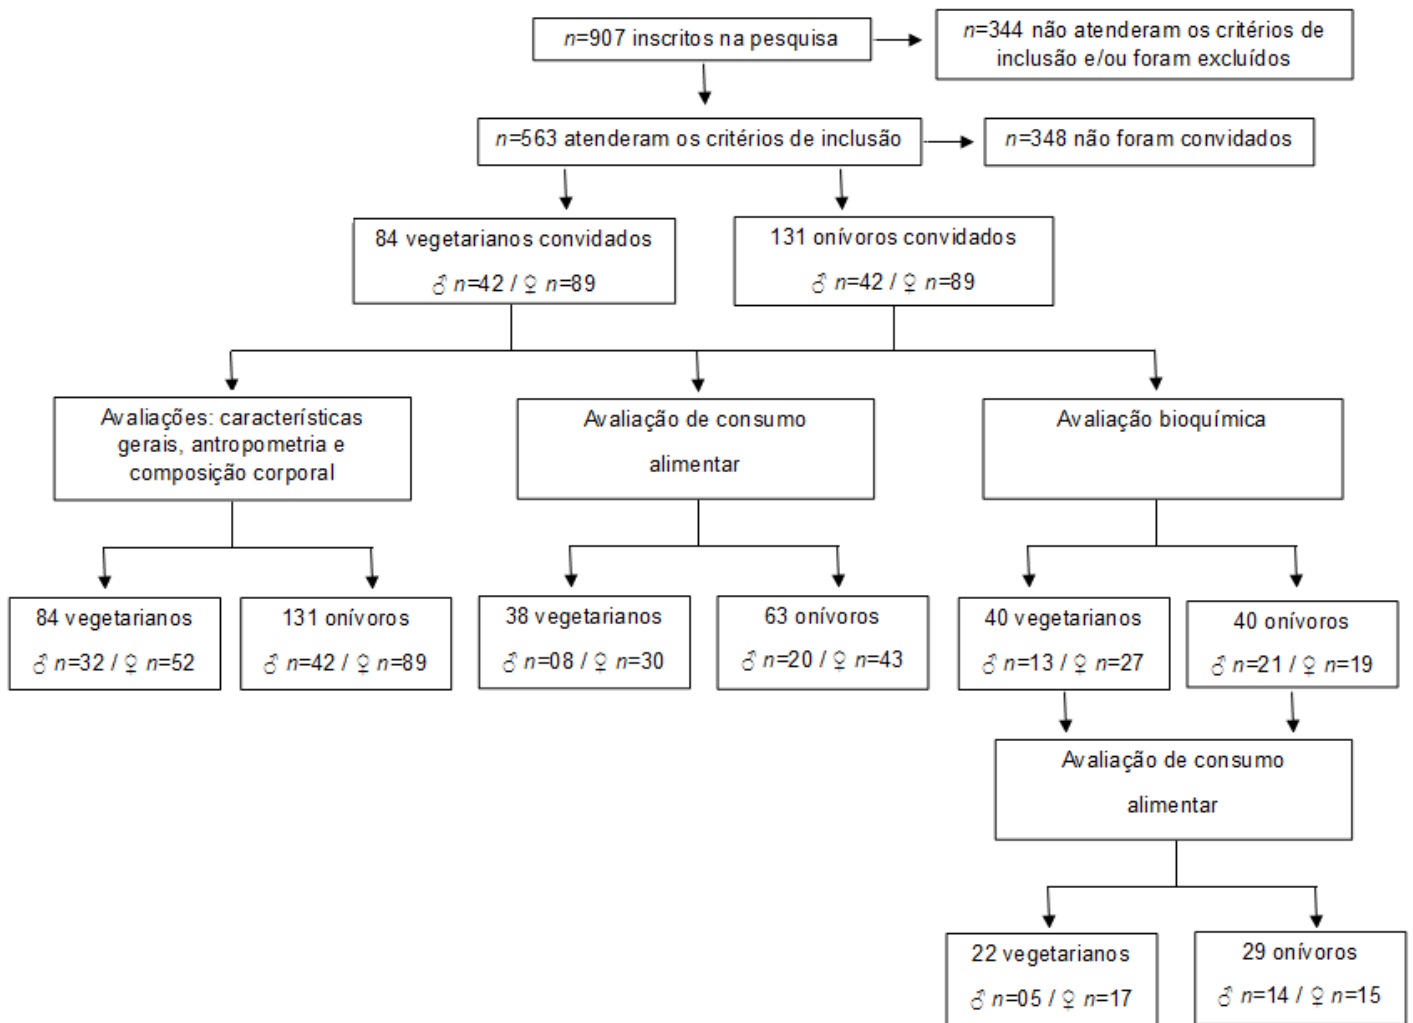 n=907 inscritos na pesquisa
n=344 não atenderam os critérios de
inclusão e/ou foram excluídos
n=563 atenderam os critérios de inclusão
n=348 não foram convidados
84 vegetarianos convidados
♂ n=42 / ♀ n=89
131 onívoros convidados
♂ n=42 / ♀ n=89
Avaliações: características
gerais, antropometria e
composição corporal
Avaliação de consumo
alimentar
Avaliação bioquímica
84 vegetarianos
♂ n=32 / ♀ n=52
131 onívoros
♂ n=42 / ♀ n=89
38 vegetarianos
♂ n=08 / ♀ n=30
63 onívoros
♂ n=20 / ♀ n=43
40 vegetarianos
♂ n=13 / ♀ n=27
40 onívoros
♂ n=21 / ♀ n=19
Avaliação de consumo
alimentar
22 vegetarianos
♂ n=05 / ♀ n=17
29 onívoros
♂ n=14 / ♀ n=15